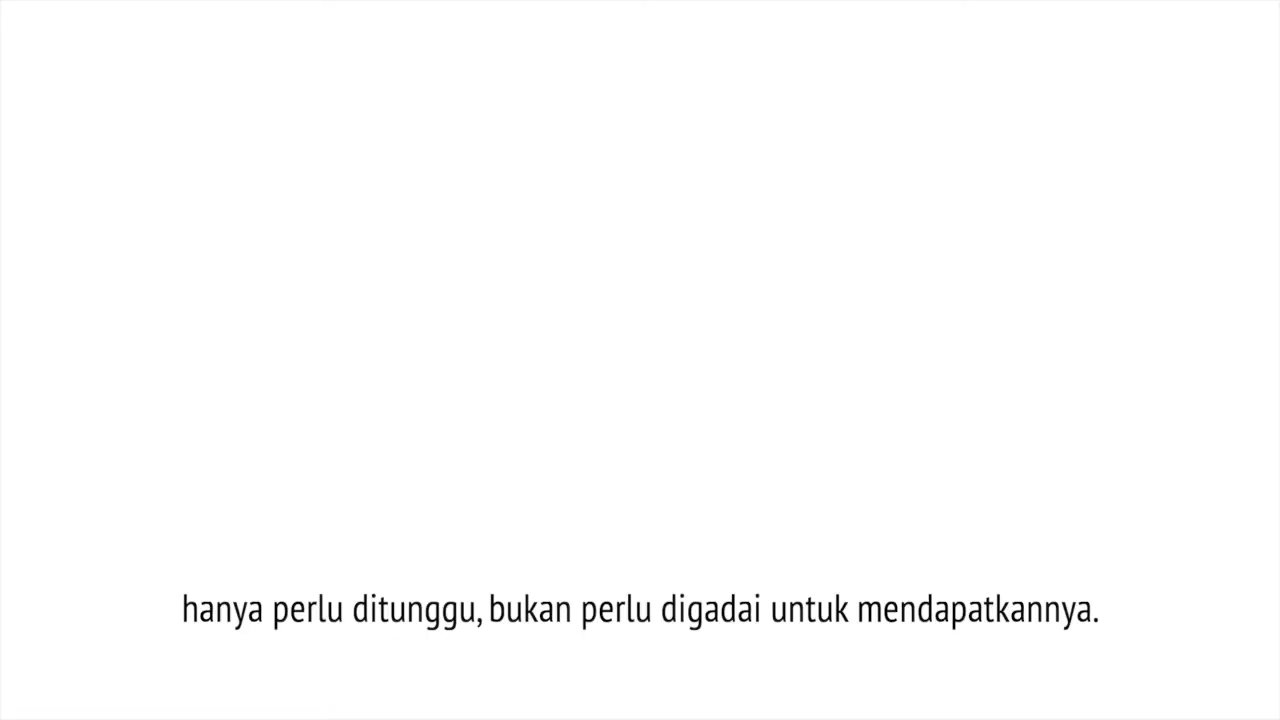 hanya perlu ditunggu, bukan perlu digadai untuk mendapatkannya.